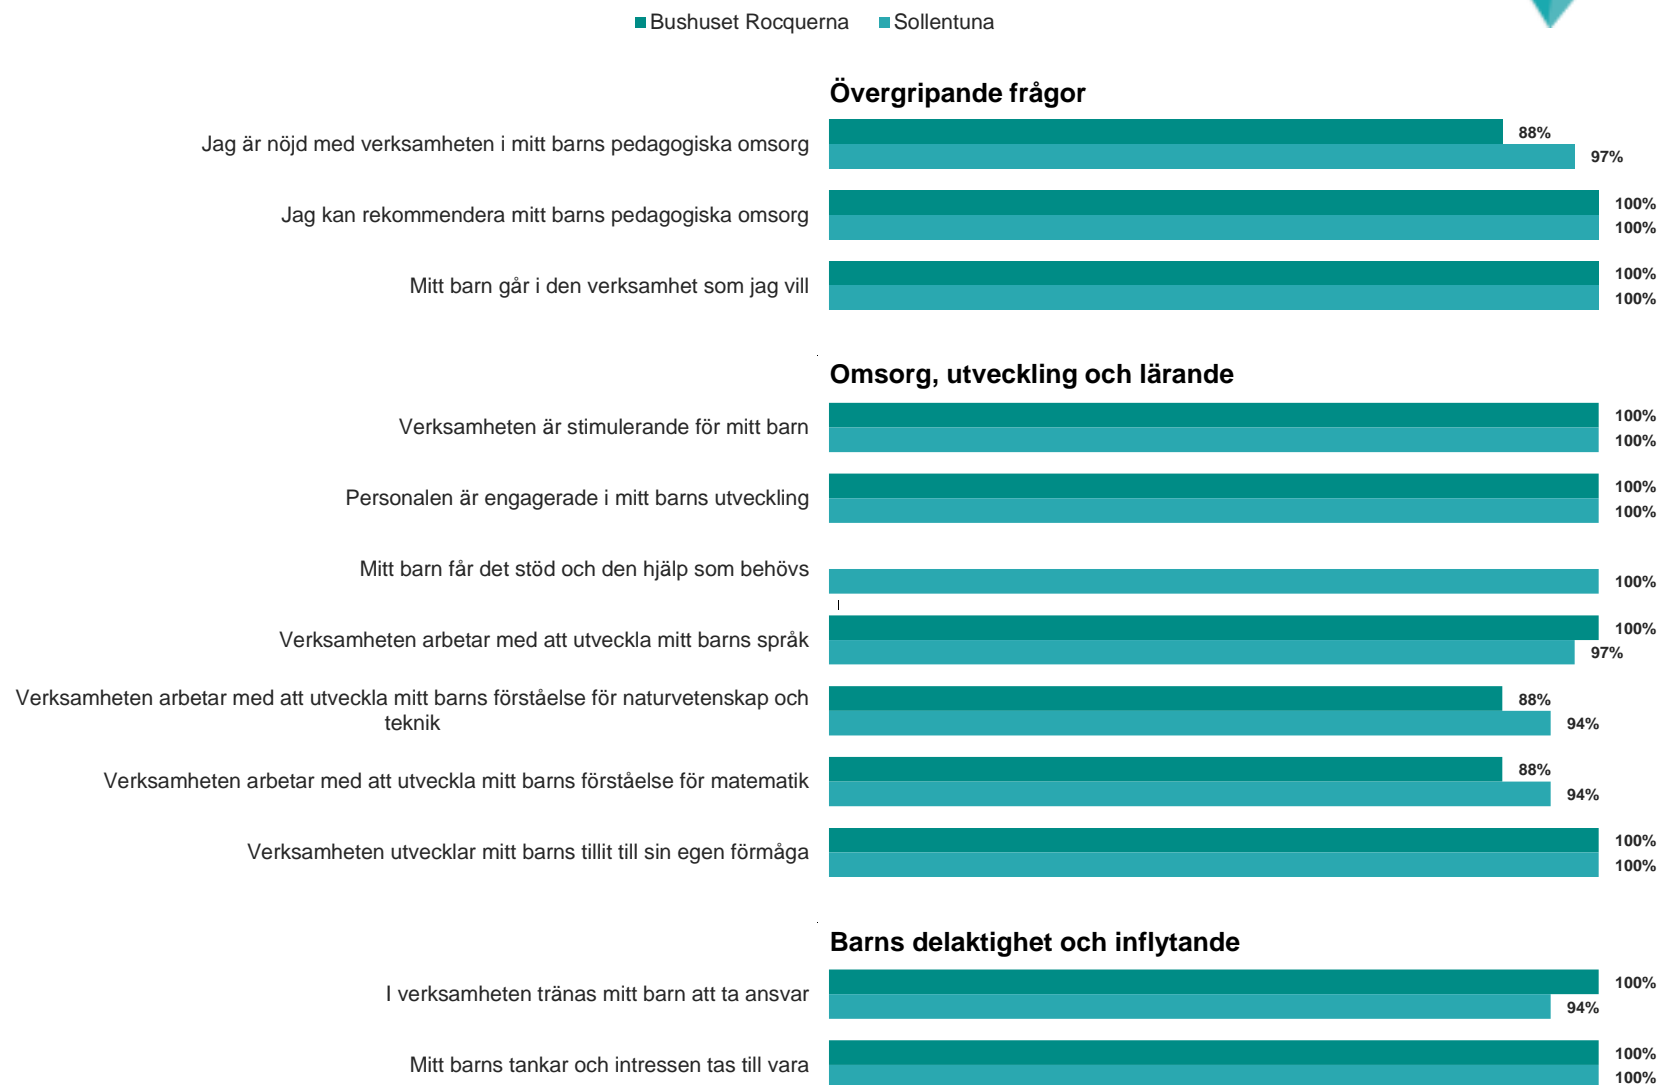 Bushuset Rocquerna Sollentuna
Övergripande frågor
Jag är nöjd med verksamheten i mitt barns pedagogiska omsorg
88%
97%
Jag kan rekommendera mitt barns pedagogiska omsorg
100%
100%
Mitt barn går i den verksamhet som jag vill
100%
100%
Omsorg, utveckling och lärande
Verksamheten är stimulerande för mitt barn
100%
100%
Personalen är engagerade i mitt barns utveckling
100%
100%
Mitt barn får det stöd och den hjälp som behövs
100%
Verksamheten arbetar med att utveckla mitt barns språk
100%
97%
Verksamheten arbetar med att utveckla mitt barns förståelse för naturvetenskap och
teknik
88%
94%
Verksamheten arbetar med att utveckla mitt barns förståelse för matematik
88%
94%
Verksamheten utvecklar mitt barns tillit till sin egen förmåga
100%
100%
Barns delaktighet och inflytande
I verksamheten tränas mitt barn att ta ansvar
100%
94%
Mitt barns tankar och intressen tas till vara
100%
100%